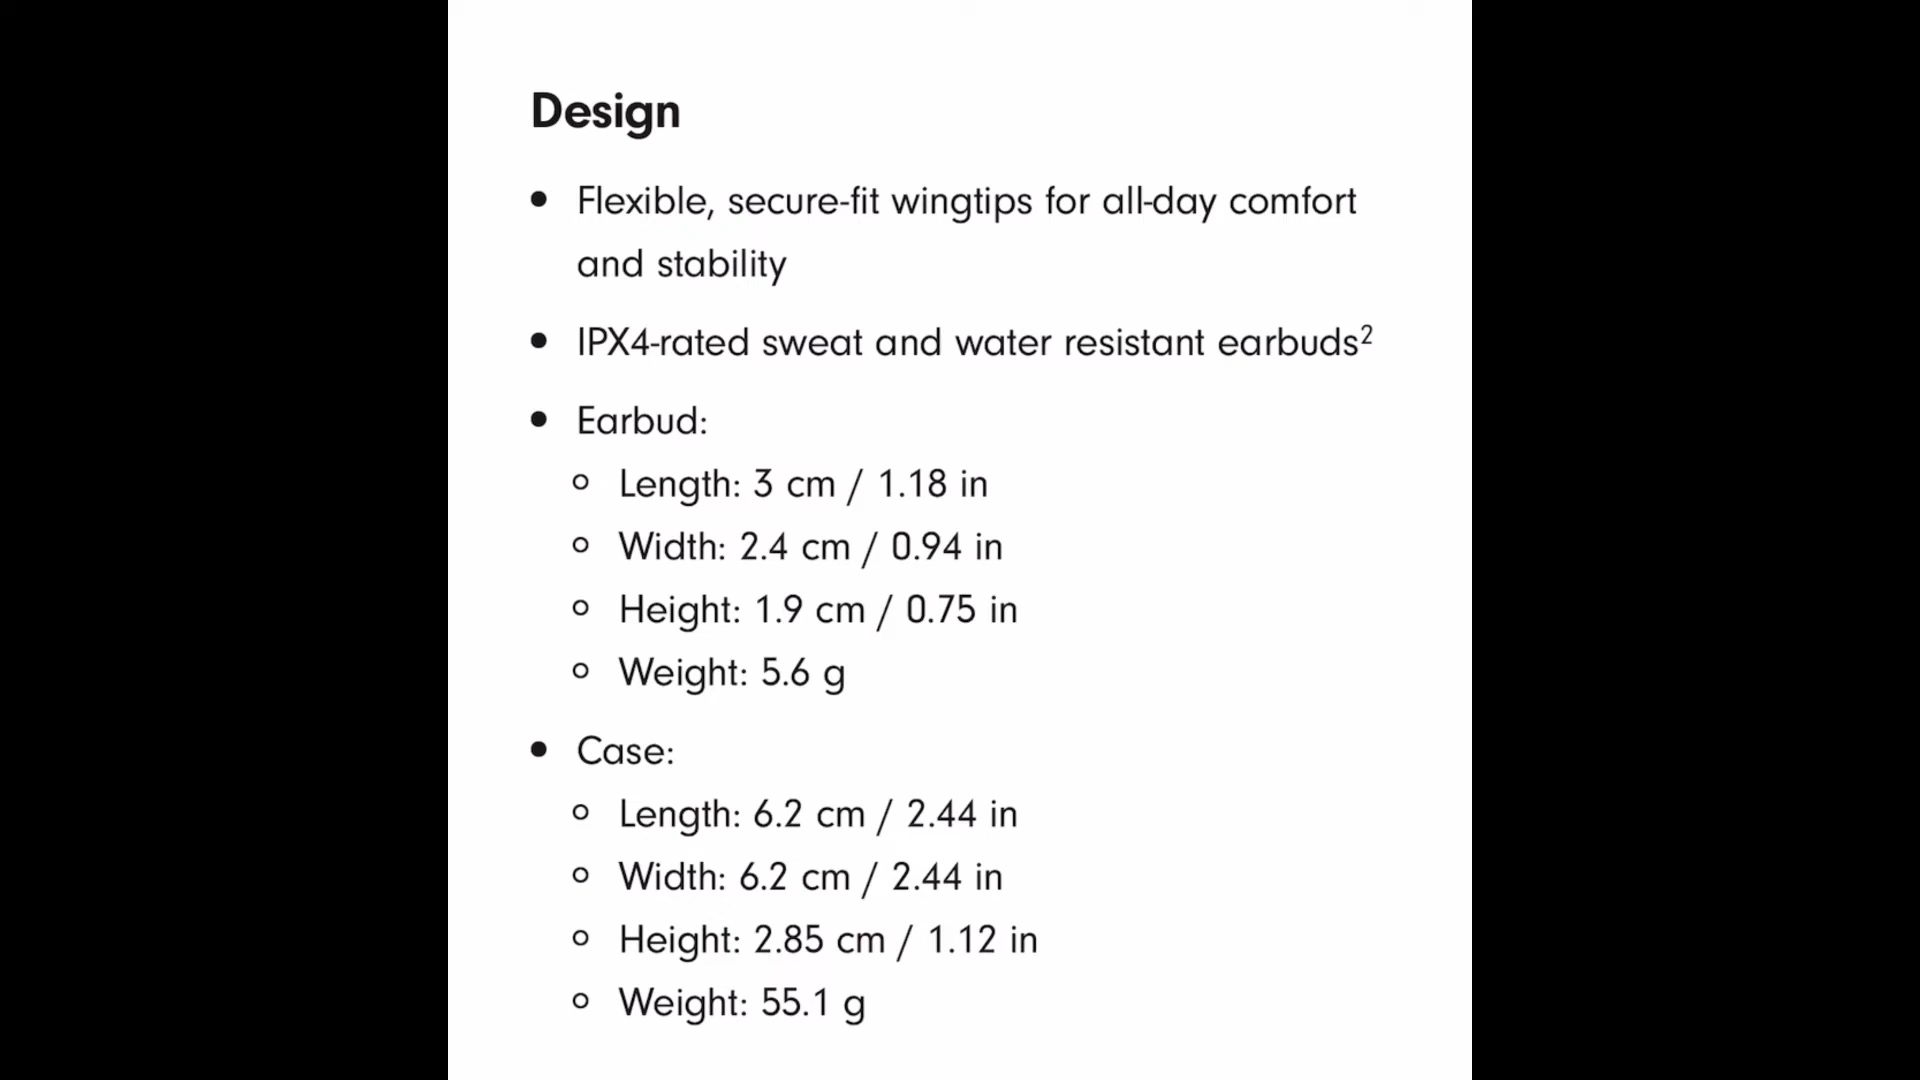 Design
• Flexible, secure-fit wingtips for all-day comfort
and stability
• IPX4-rated sweat and water resistant earbuds²
• Earbud:
○ Length: 3 cm / 1.18 in
○ Width: 2.4 cm / 0.94 in
○ Height: 1.9 cm / 0.75 in
○ Weight: 5.6 g
• Case:
○ Length: 6.2 cm / 2.44 in
○ Width: 6.2 cm / 2.44 in
○ Height: 2.85 cm / 1.12 in
○ Weight: 55.1 g